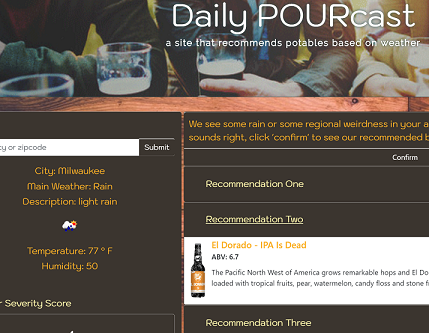 Daily POURcast
a site that recommends potables based on weather
We see some rain or some regional weirdness in your a
sounds right, click 'confirm' to see our recommended b
ty or zipcode
Submit
Confirm
City: Milwaukee
Main Weather: Rain
Description: light rain
Temperature: 77 ° F
Humidity: 50
r Severity Score
Recommendation One
Recommendation Two
El Dorado - IPA Is Dead
ABV: 6.7
The Pacific North West of America grows remarkable hops and El Do
loaded with tropical fruits, pear, watermelon, candy floss and stone f
Recommendation Three